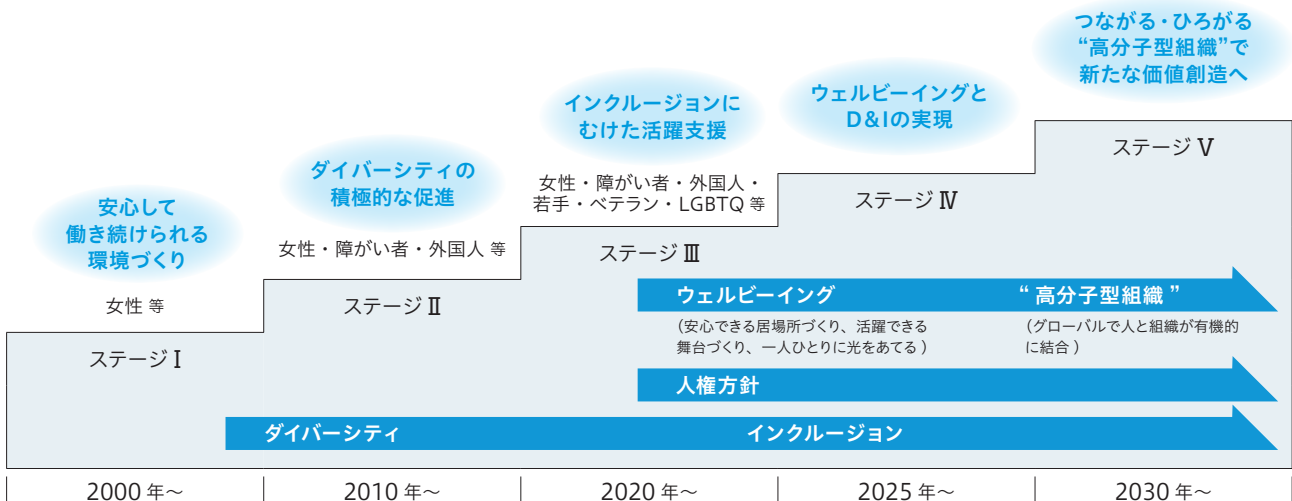 安心して
働き続けられる
環境づくり
女性 等
ステージ Ⅰ
ダイバーシティの
積極的な促進
女性・障がい者・外国人 等
ステージ Ⅱ
インクルージョンに
むけた活躍支援
女性・障がい者・外国人・
若手・ベテラン・LGBTQ 等
ステージ Ⅲ
ウェルビーイングと
D&Iの実現
ステージ Ⅳ
つながる・ひろがる
“高分子型組織”で
新たな価値創造へ
ステージ Ⅴ
ウェルビーイング
“ 高分子型組織 ”
(安心できる居場所づくり、活躍できる
舞台づくり、一人ひとりに光をあてる )
(グローバルで人と組織が有機的
に結合 )
人権方針
ダイバーシティ
インクルージョン
2000 年～
2010 年～
2020 年～
2025 年～
2030 年～